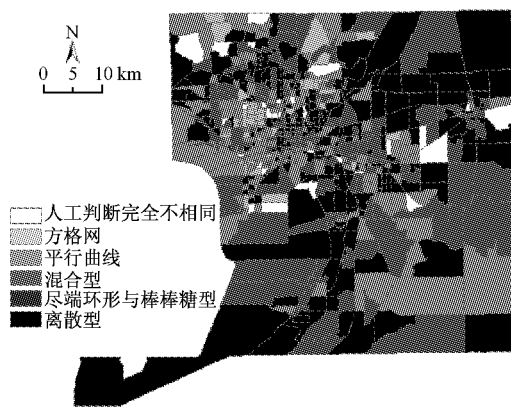 N
0 5 10 km
人工判断完全不相同
方格网
平行曲线
混合型
尽端环形与棒棒糖型
离散型